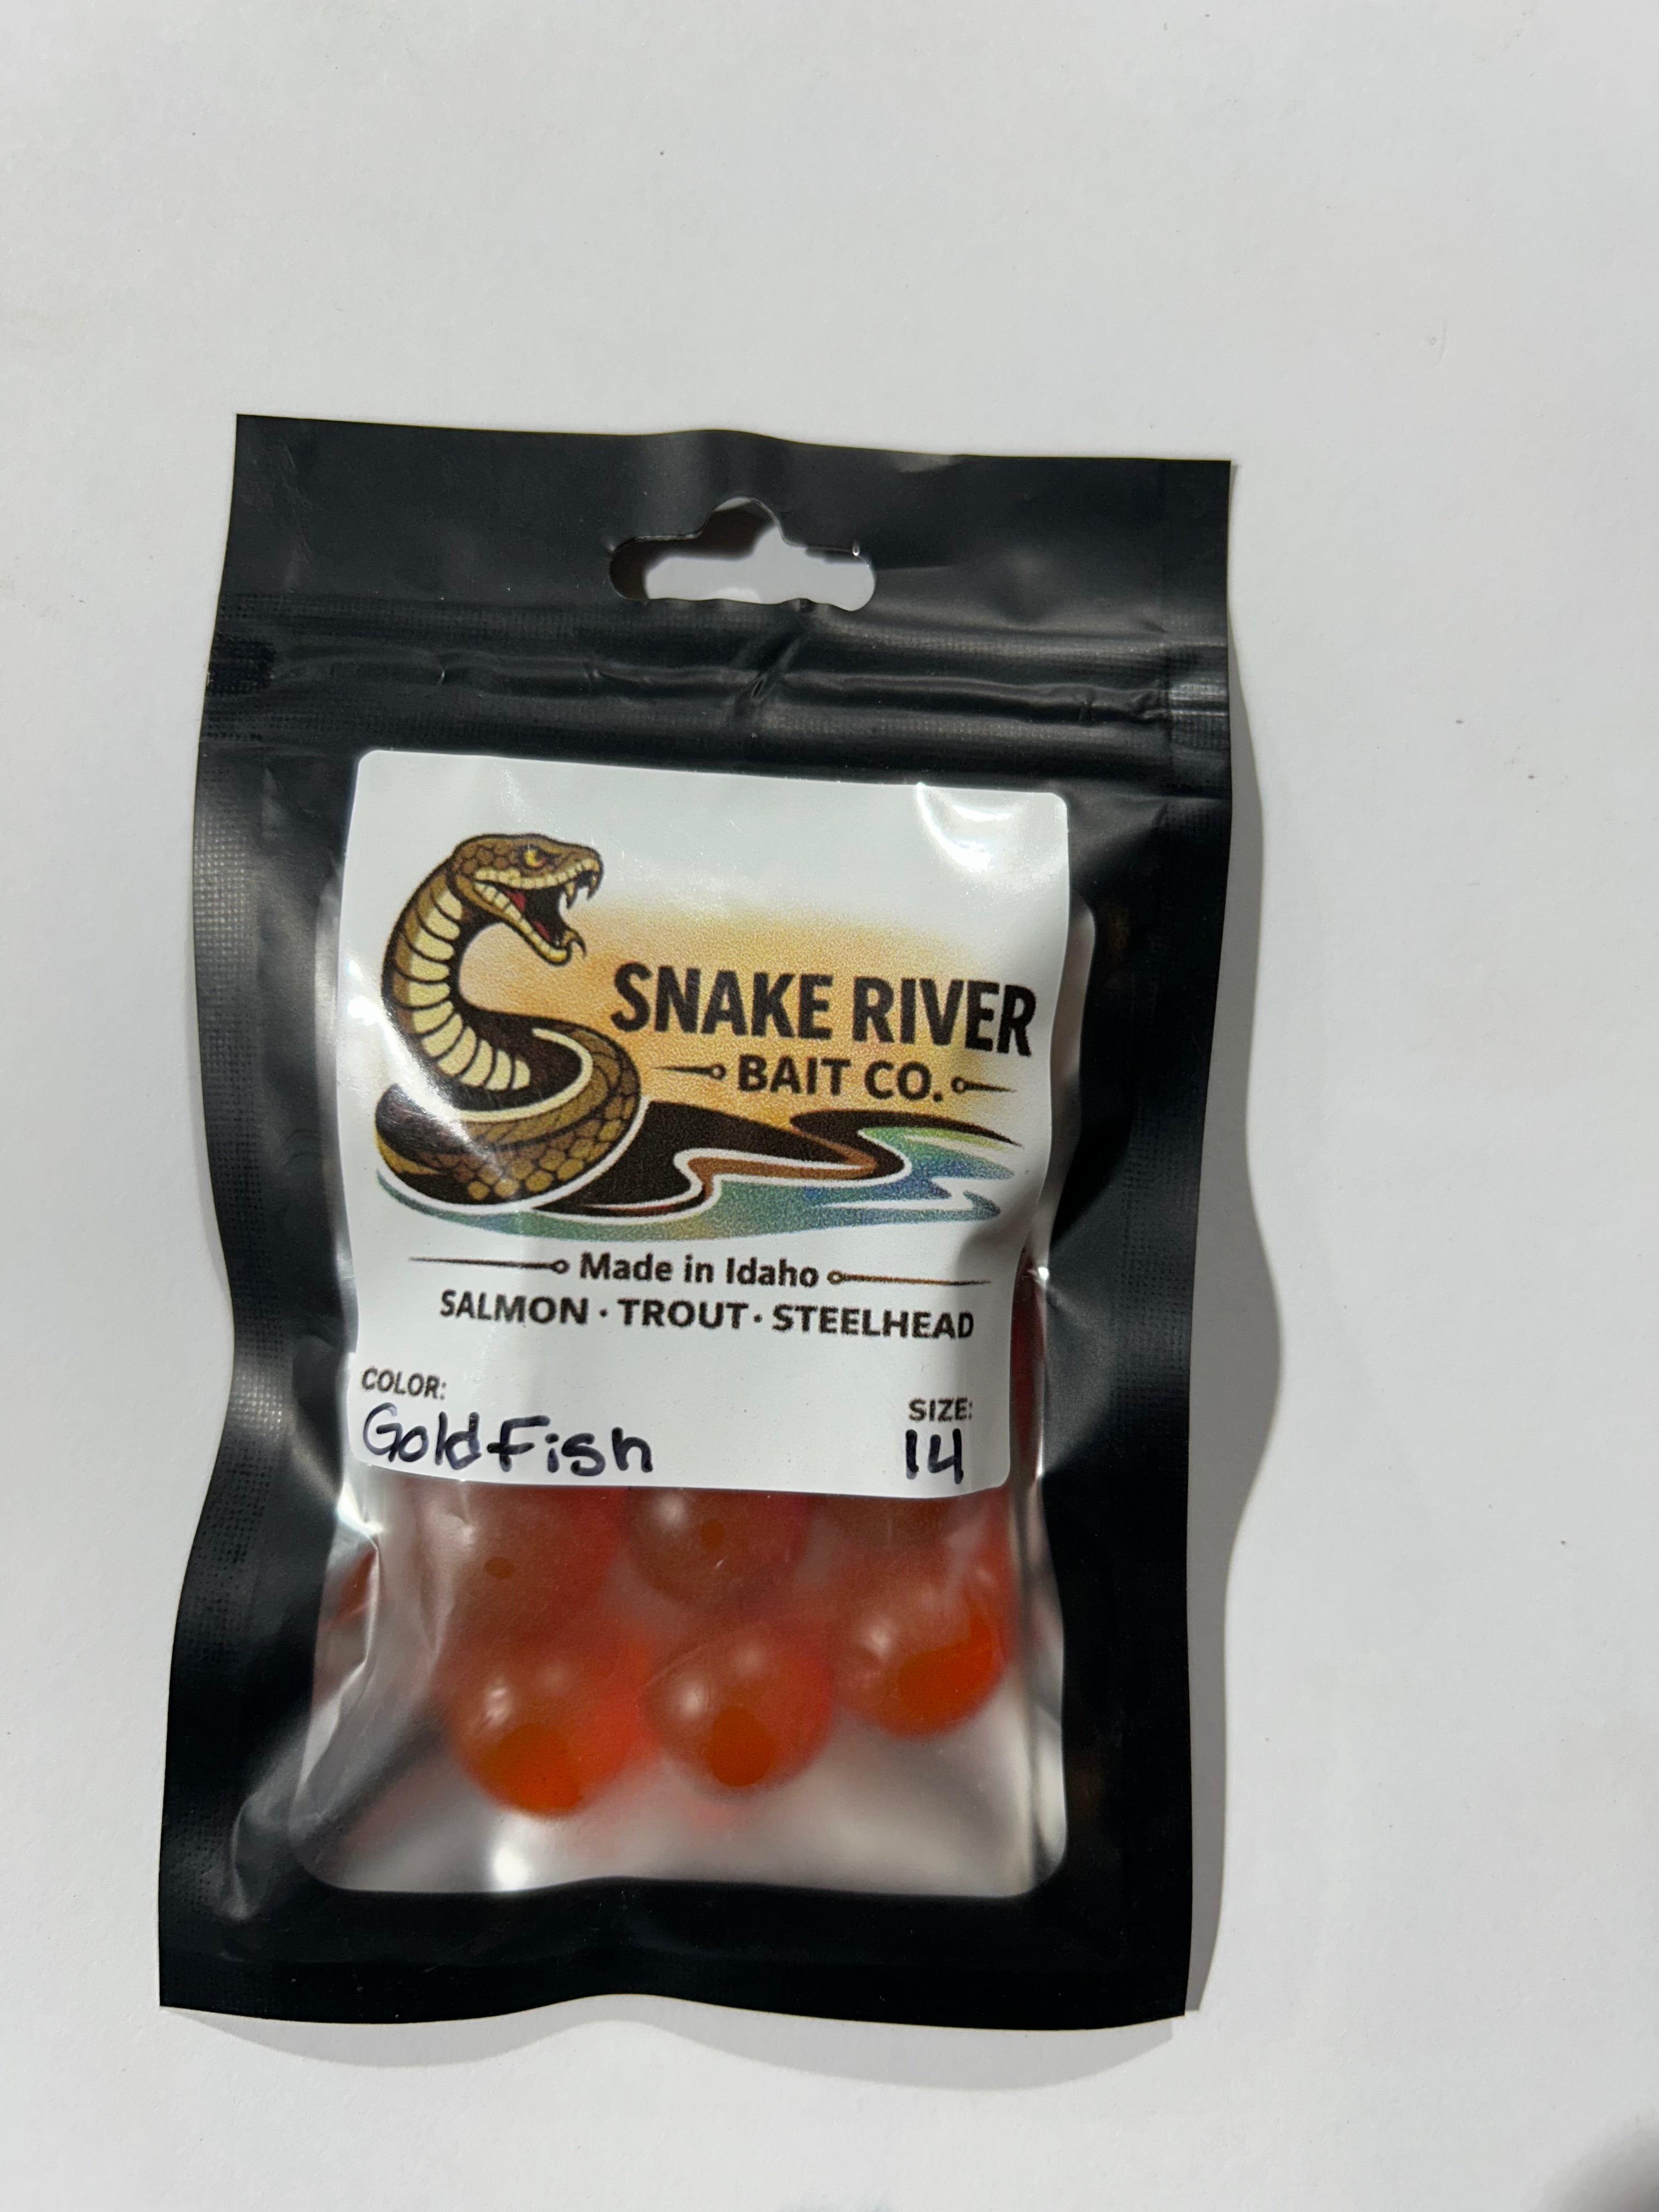 SNAKE RIVER
BAIT CO.
Made in Idaho
SALMON · TROUT · STEELHEAD
COLOR:
GoldFish
SIZE:
14